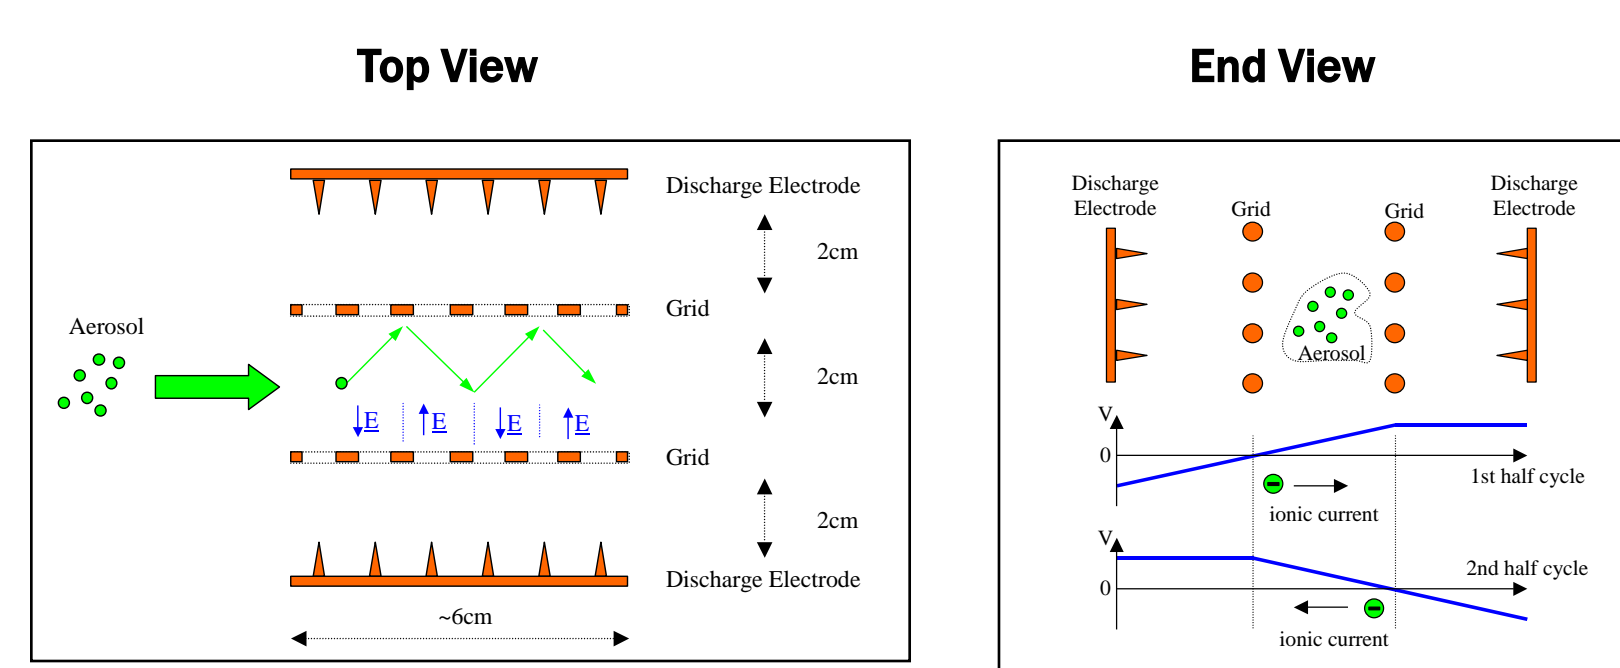 Top View
Discharge Electrode
2cm
Grid
Aerosol
2cm
E E E E
Grid
2cm
Discharge Electrode
~6cm
End View
Discharge
Electrode
Grid
Grid
Discharge
Electrode
Aerosol
V
0
1st half cycle
ionic current
V
0
2nd half cycle
ionic current